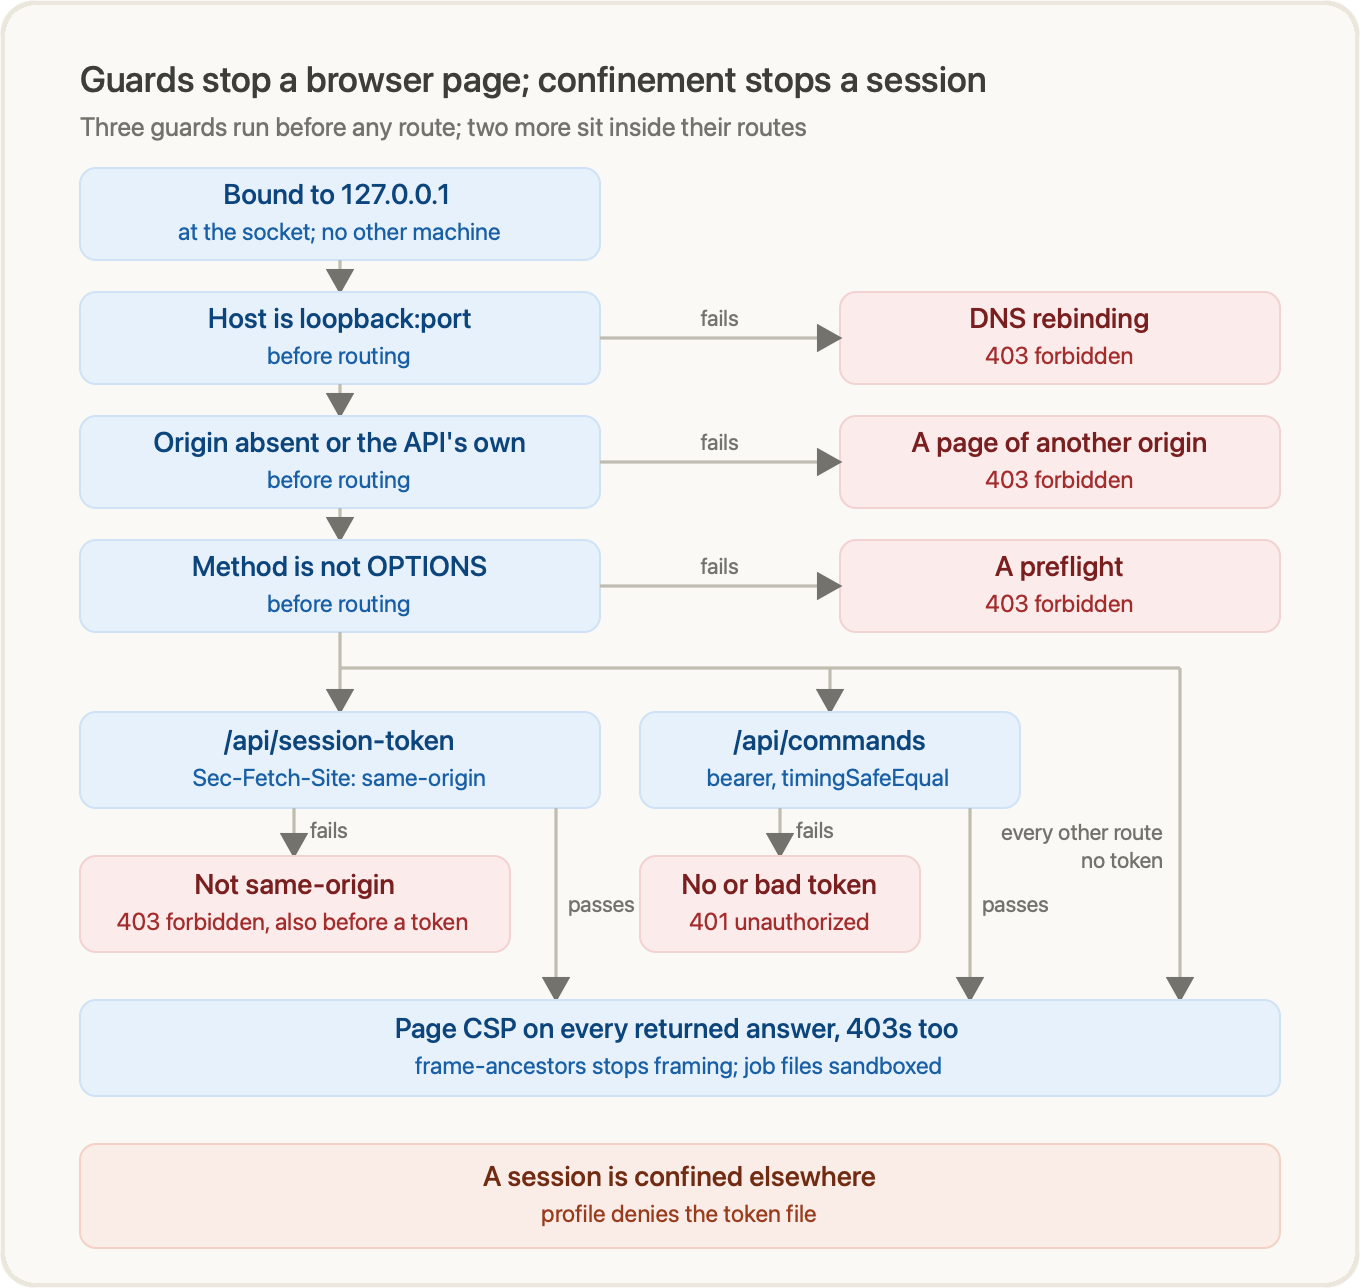 Guards stop a browser page; confinement stops a session
Three guards run before any route; two more sit inside their routes
Bound to 127.0.0.1
at the socket; no other machine
Host is loopback:port
before routing
fails
DNS rebinding
403 forbidden
Origin absent or the API's own
before routing
fails
A page of another origin
403 forbidden
Method is not OPTIONS
before routing
fails
A preflight
403 forbidden
/api/session-token
Sec-Fetch-Site: same-origin
/api/commands
bearer, timingSafeEqual
fails
fails
every other route
no token
Not same-origin
403 forbidden, also before a token
passes
No or bad token
401 unauthorized
passes
Page CSP on every returned answer, 403s too
frame-ancestors stops framing; job files sandboxed
A session is confined elsewhere
profile denies the token file